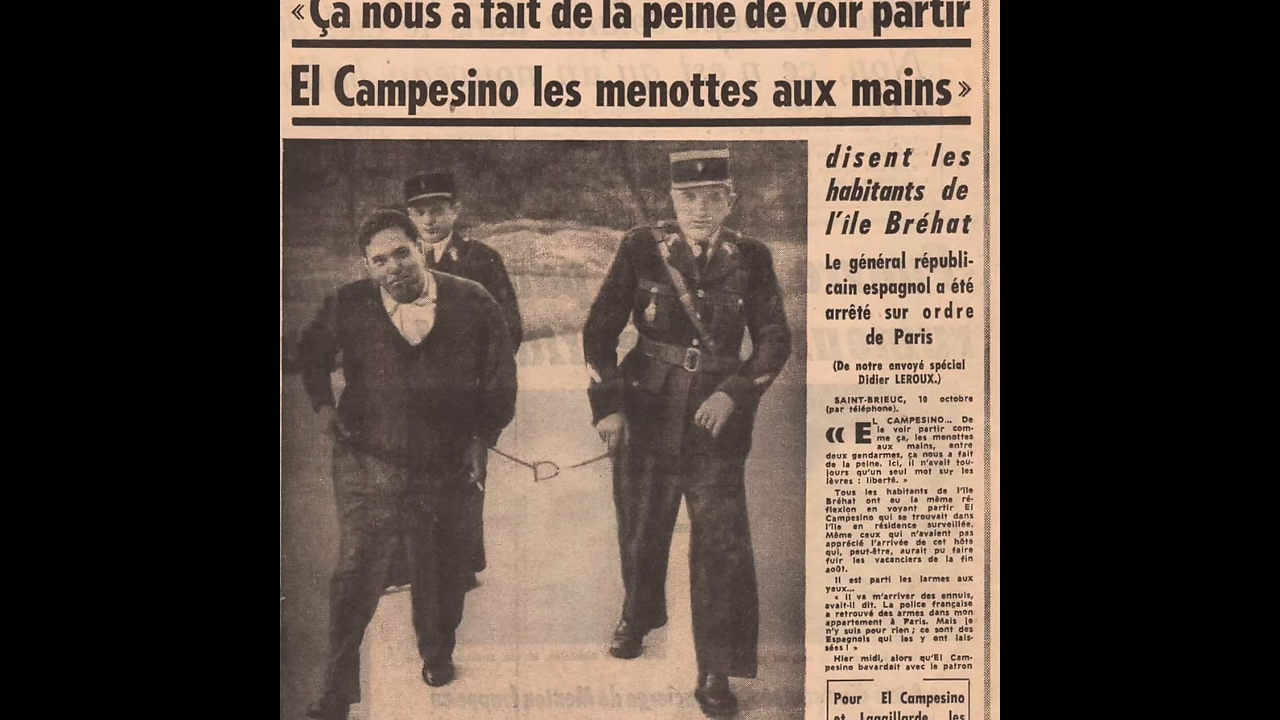 «Ça nous a fait de la peine de voir partir
El Campesino les menottes aux mains»
disent les
habitants de
l'île Bréhat
Le général républi-
cain espagnol a été
arrêté sur ordre
de Paris
(De notre envoyé spécial
Didier LEROUX.)
SAINT-BRIEUC, 10 octobre
(par téléphone).
« EL CAMPESINO... De
le voir partir com-
me ça, les menottes
aux mains, entre
deux gendarmes, ça nous a fait
de la peine. Ici, il n'avait tou-
jours qu'un seul mot sur les
lèvres : liberté. »
Tous les habitants de l'île
Bréhat ont eu la même ré-
flexion en voyant partir El
Campesino qui se trouvait dans
l'île en résidence surveillée.
Même ceux qui n'avaient pas
apprécié l'arrivée de cet hôte
qui, peut-être, aurait pu faire
fuir les vacanciers de la fin
août.
Il est parti les larmes aux
yeux...
« Il va m'arriver des ennuis,
avait-il dit. La police française
a retrouvé des armes dans mon
appartement à Paris. Mais je
n'y suis pour rien ; ce sont des
Espagnols qui les y ont lais-
sées ! »
Hier midi, alors qu'El Cam-
pesino bavardait avec le patron
Pour El Campesino
et Lagaillarde, les